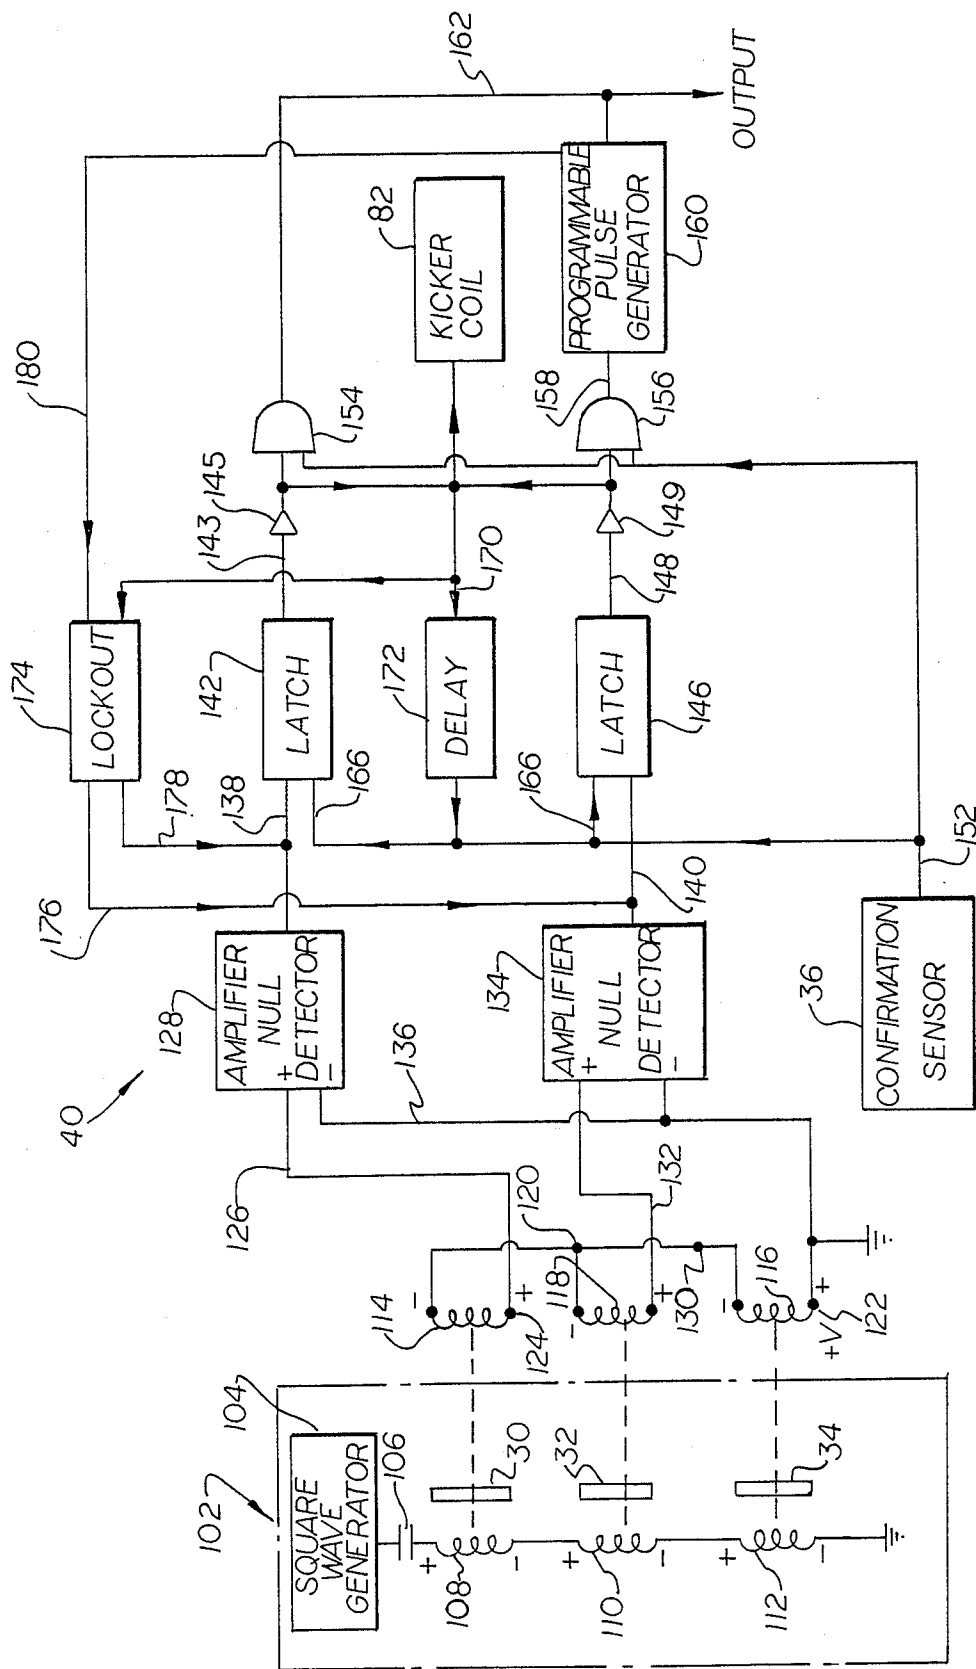 40
102
SQUARE
WAVE
GENERATOR
104
106
+
108
-
30
+
110
-
32
+
112
-
34
-
114
+
124
120
-
118
+
130
-
116
+
+V
122
126
132
136
128
AMPLIFIER
NULL
DETECTOR
+
-
134
AMPLIFIER
NULL
DETECTOR
+
-
36
CONFIRMATION
SENSOR
152
176
178
138
140
166
166
174
LOCKOUT
142
LATCH
172
DELAY
146
LATCH
180
143
145
170
148
149
154
156
158
KICKER
COIL
82
PROGRAMMABLE
PULSE
GENERATOR
160
162
OUTPUT